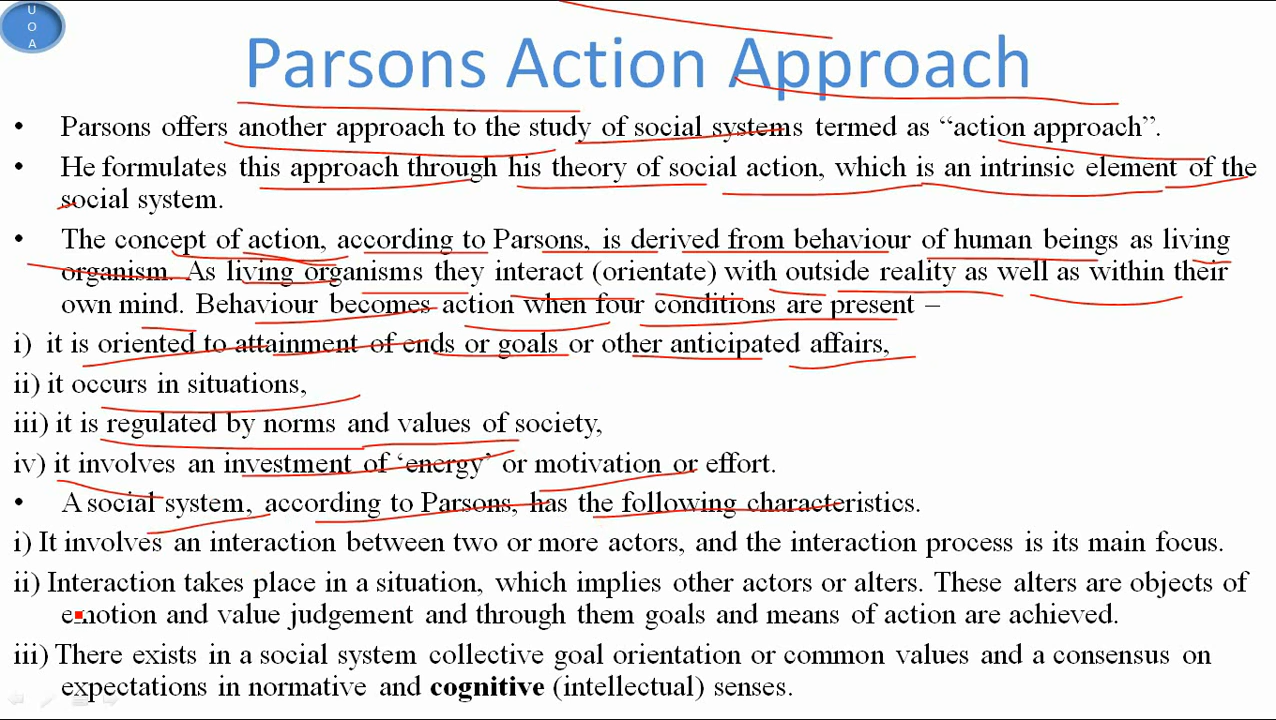 U
O
A
Parsons Action Approach
• Parsons offers another approach to the study of social systems termed as “action approach”.
• He formulates this approach through his theory of social action, which is an intrinsic element of the
social system.
• The concept of action, according to Parsons, is derived from behaviour of human beings as living
organism. As living organisms they interact (orientate) with outside reality as well as within their
own mind. Behaviour becomes action when four conditions are present –
i) it is oriented to attainment of ends or goals or other anticipated affairs,
ii) it occurs in situations,
iii) it is regulated by norms and values of society,
iv) it involves an investment of ‘energy’ or motivation or effort.
• A social system, according to Parsons, has the following characteristics.
i) It involves an interaction between two or more actors, and the interaction process is its main focus.
ii) Interaction takes place in a situation, which implies other actors or alters. These alters are objects of
emotion and value judgement and through them goals and means of action are achieved.
iii) There exists in a social system collective goal orientation or common values and a consensus on
expectations in normative and cognitive (intellectual) senses.